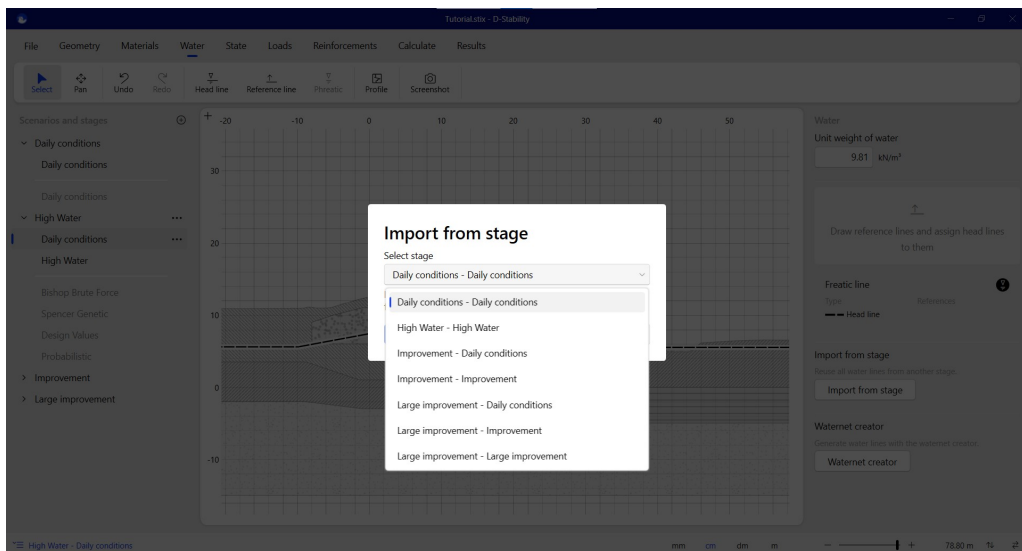 Tutorial.stix - D-Stability
File Geometry Materials Water State Loads Reinforcements Calculate Results
Select Pan Undo Redo Head line Reference line Phreatic Profile Screenshot
Scenarios and stages
Daily conditions
Daily conditions
Daily conditions
High Water
Daily conditions
High Water
Bishop Brute Force
Spencer Genetic
Design Values
Probabilistic
Improvement
Large improvement
-20 -10 0 10 20 30 40 50
30
20
10
0
-10
Import from stage
Select stage
Daily conditions - Daily conditions
Daily conditions - Daily conditions
High Water - High Water
Improvement - Daily conditions
Improvement - Improvement
Large improvement - Daily conditions
Large improvement - Improvement
Large improvement - Large improvement
Water
Unit weight of water
9.81 kN/m³
Draw reference lines and assign head lines
to them
Freatic line
Type References
Head line
Import from stage
Reuse all water lines from another stage.
Import from stage
Waternet creator
Generate water lines with the waternet creator.
Waternet creator
High Water - Daily conditions
mm cm dm m
78.80 m